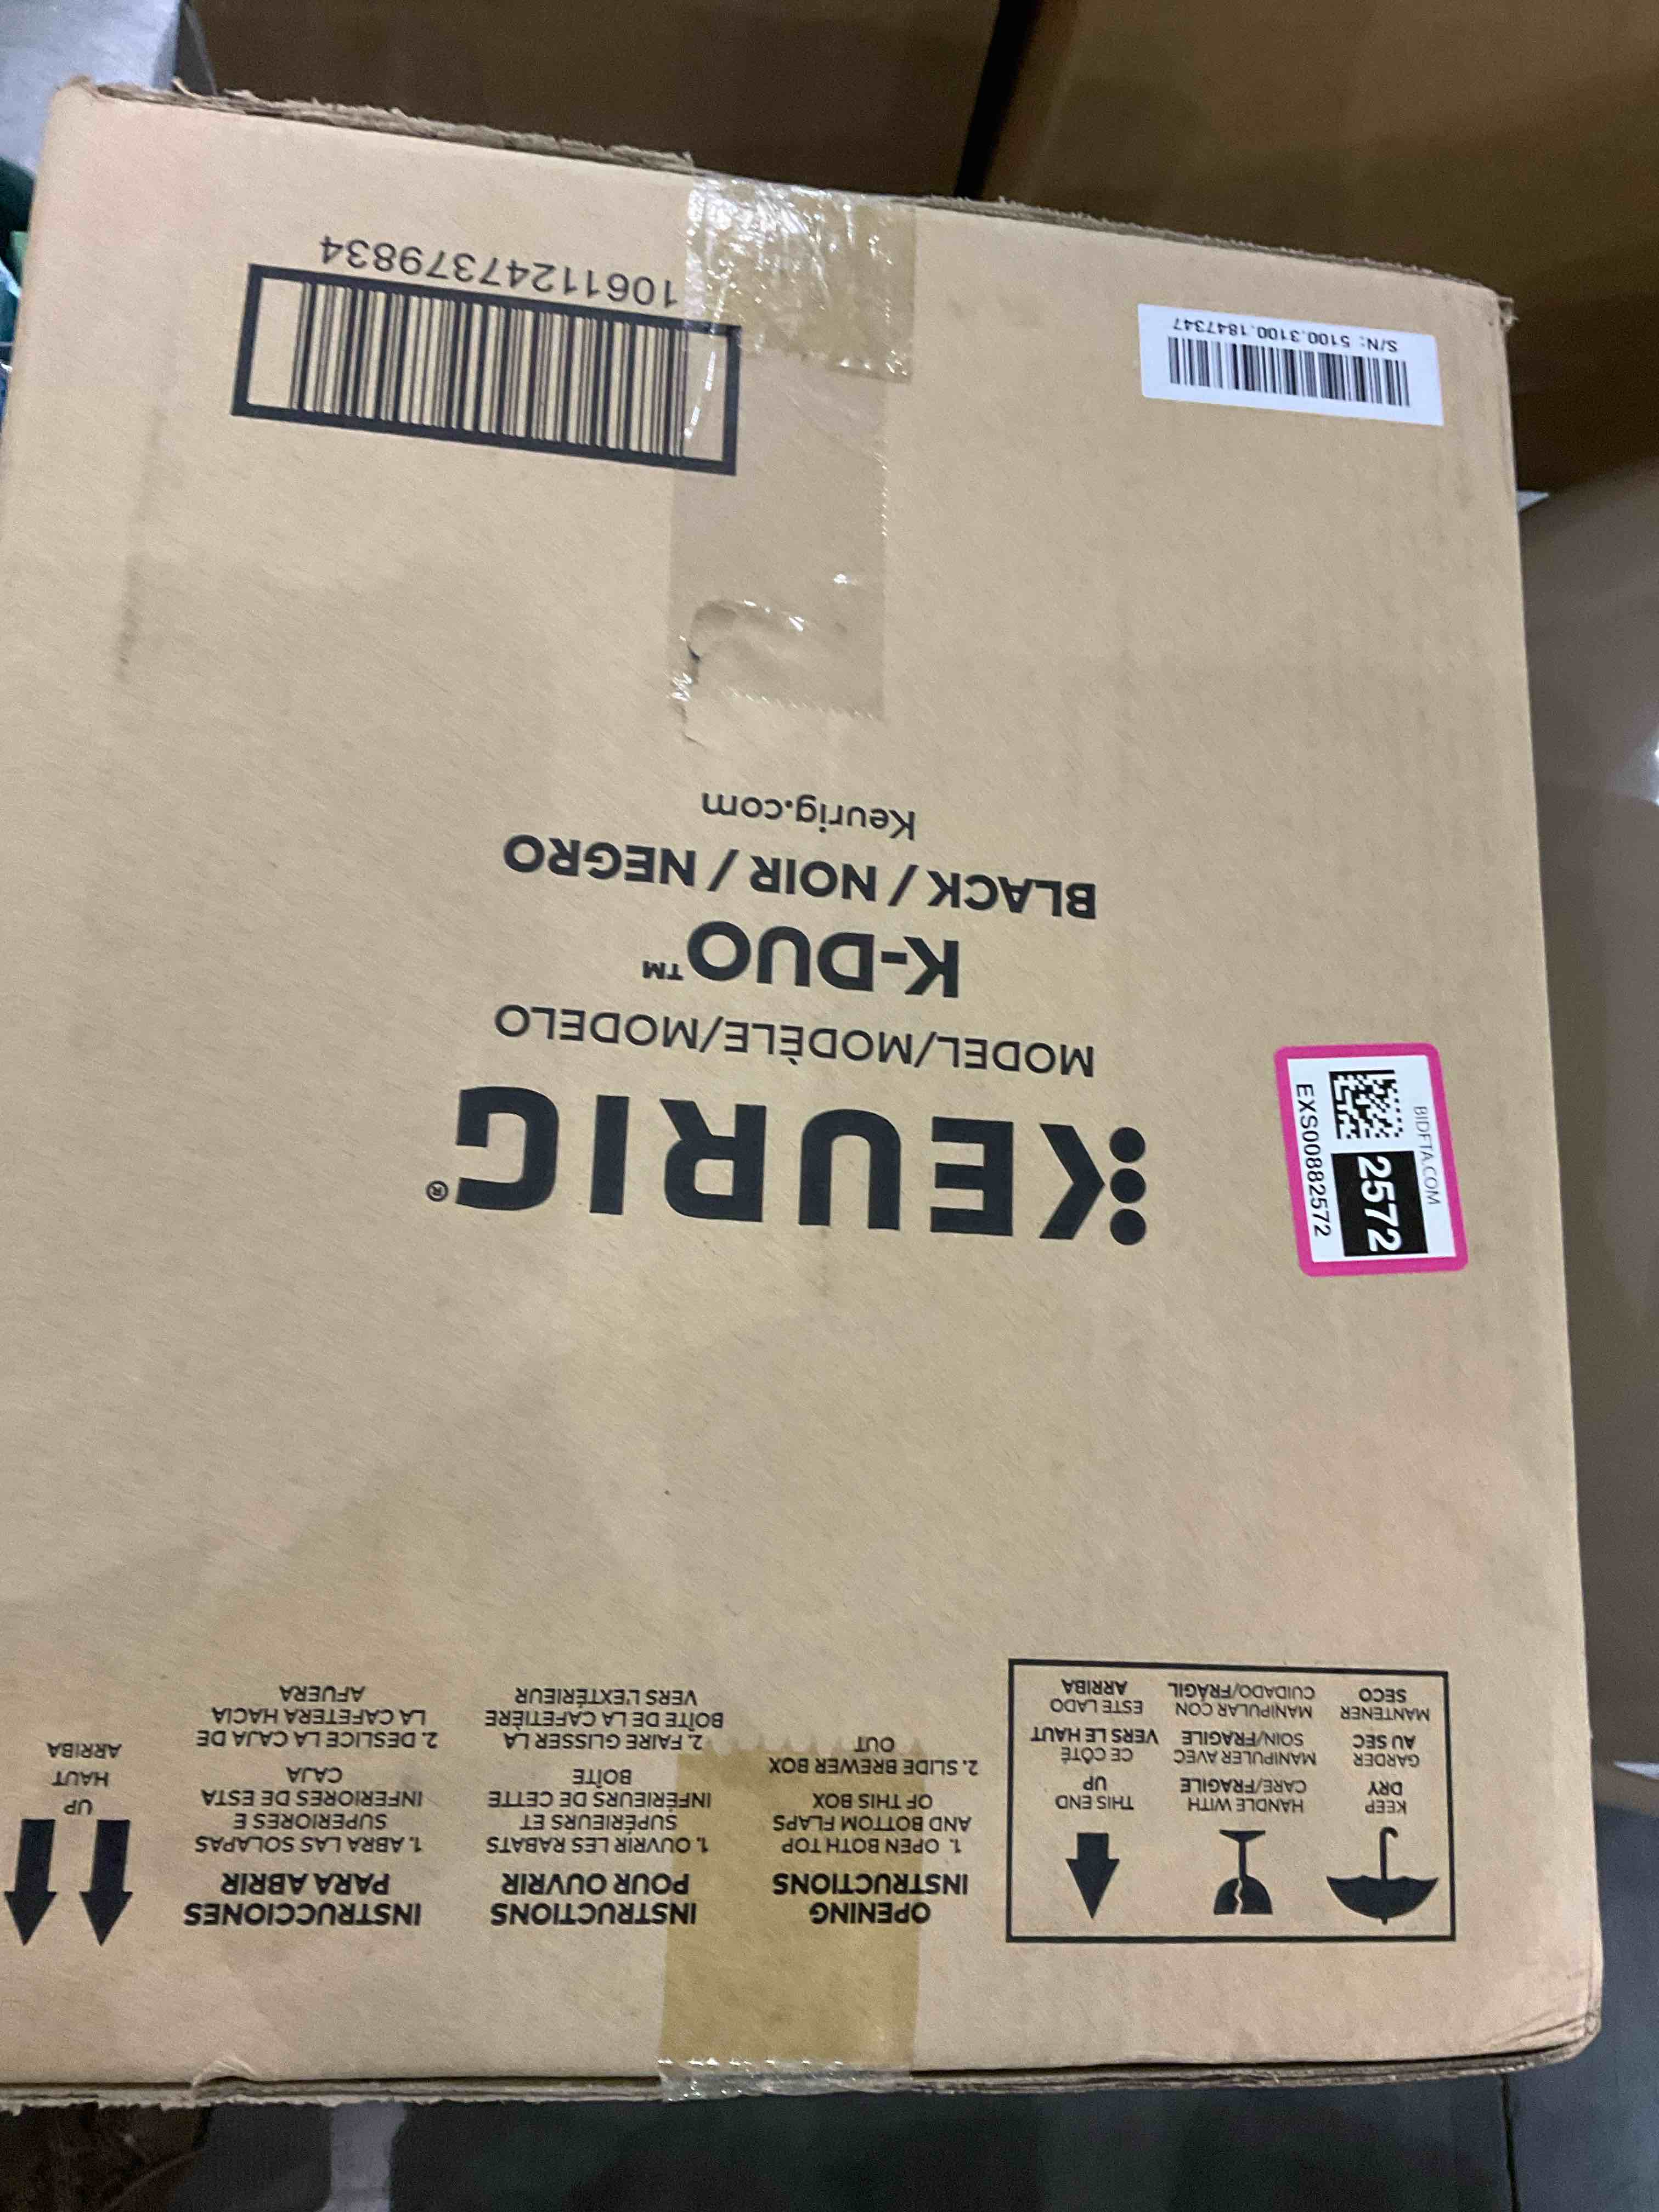 KEEP
DRY
GARDER
AU SEC
MANTENER
SECO
HANDLE WITH
CARE/FRAGILE
MANIPULER AVEC
SOIN/FRAGILE
MANIPULAR CON
CUIDADO/FRÁGIL
THIS END
UP
CE CÔTÉ
VERS LE HAUT
ESTE LADO
ARRIBA
OPENING
INSTRUCTIONS
1. OPEN BOTH TOP
AND BOTTOM FLAPS
OF THIS BOX
2. SLIDE BREWER BOX
OUT
INSTRUCTIONS
POUR OUVRIR
1. OUVRIR LES RABATS
SUPÉRIEURS ET
INFÉRIEURS DE CETTE
BOÎTE
2. FAIRE GLISSER LA
BOÎTE DE LA CAFETIÈRE
VERS L'EXTÉRIEUR
INSTRUCCIONES
PARA ABRIR
1. ABRA LAS SOLAPAS
SUPERIORES E
INFERIORES DE ESTA
CAJA
2. DESLICE LA CAJA DE
LA CAFETERA HACIA
AFUERA
UP
HAUT
ARRIBA
BIDFTA.COM
2572
EXS00882572
KEURIG®
MODEL/MODÈLE/MODELO
K-DUO™
BLACK / NOIR / NEGRO
Keurig.com
S/N: 5100.3100.1847347
10611247379834